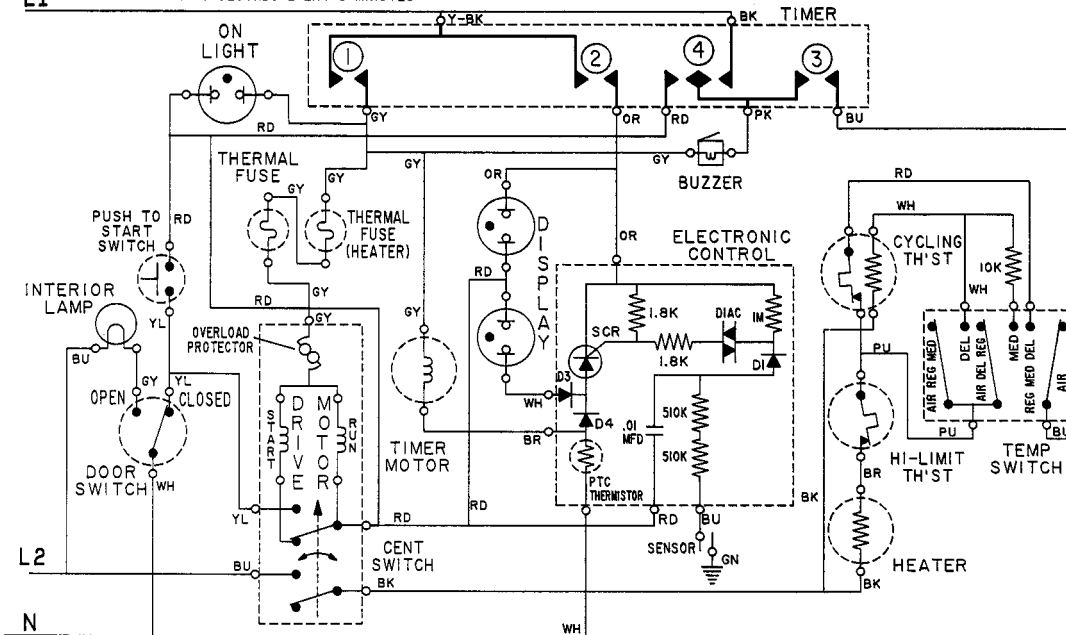 L1
TIMER
Y-BK
BK
ON
LIGHT
1
2
4
3
GY
OR
RD
PK
BU
RD
GY
BUZZER
THERMAL
FUSE
GY
GY
THERMAL
FUSE
(HEATER)
GY
OR
DISPLAY
RD
OR
ELECTRONIC
CONTROL
RD
WH
CYCLING
TH'ST
10K
WH
PUSH TO
START
SWITCH
RD
INTERIOR
LAMP
YL
RD
GY
GY
OVERLOAD
PROTECTOR
1.8K
DIAC
1M
SCR
1.8K
D1
D3
WH
D4
BR
.01
MFD
510K
510K
PTC
THERMISTOR
PU
AIR REG MED
DEL
AIR DEL REG
MED
REG MED DEL
AIR
BU
GY
YL
OPEN
CLOSED
DOOR
SWITCH
WH
DRIVE
MOTOR
START
RUN
TIMER
MOTOR
HI-LIMIT
TH'ST
PU
TEMP
SWITCH
BU
BR
BK
YL
RD
RD
RD
BU
SENSOR
GN
CENT
SWITCH
HEATER
L2
BU
BK
BK
N
WH